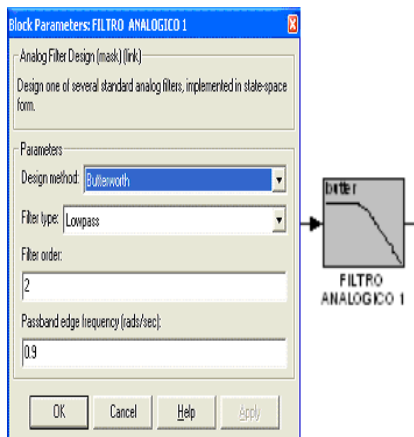 Block Parameters: FILTRO ANALOGICO 1
Analog Filter Design (mask) (link)
Design one of several standard analog filters, implemented in state-space
form.
Parameters
Design method: Butterworth
Filter type: Lowpass
Filter order:
2
Passband edge frequency (rads/sec):
0.9
OK Cancel Help Apply
butter
FILTRO
ANALOGICO 1